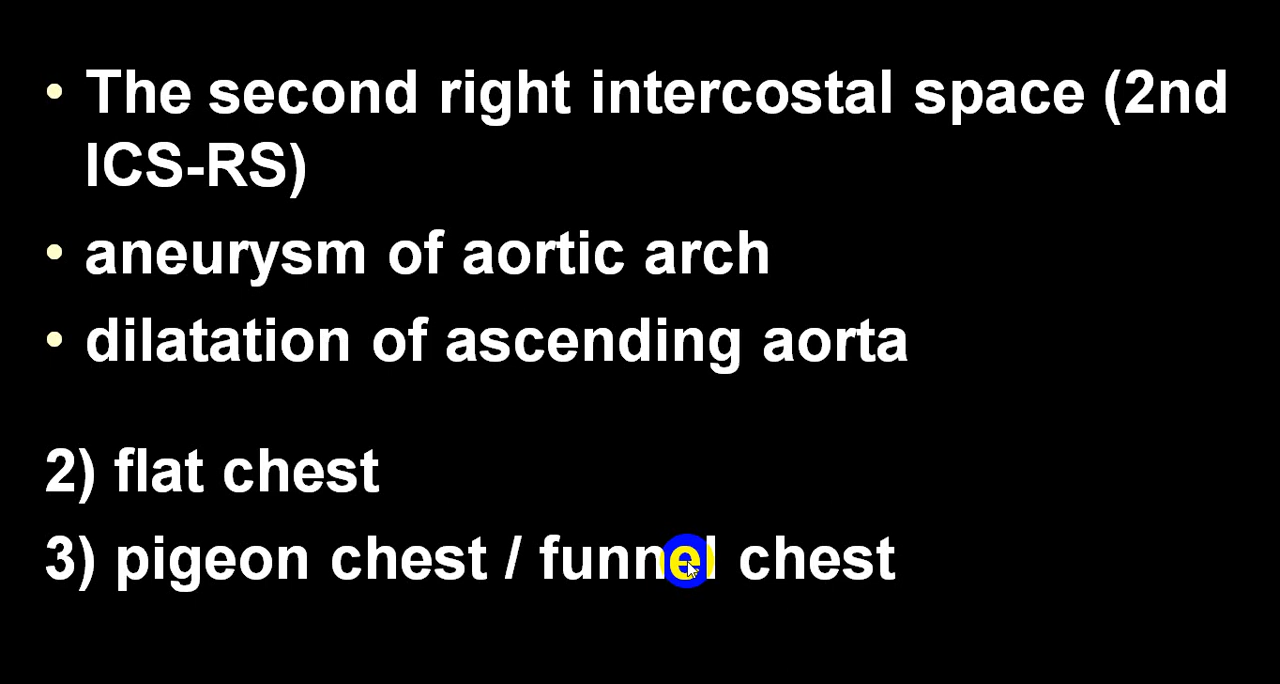 • The second right intercostal space (2nd
ICS-RS)
• aneurysm of aortic arch
• dilatation of ascending aorta
2) flat chest
3) pigeon chest / funnel chest